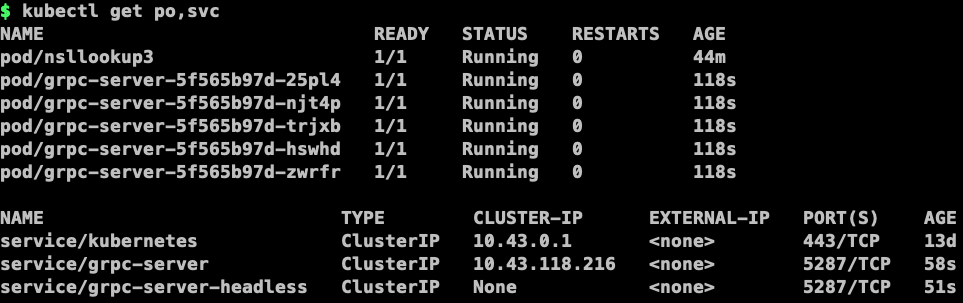 $ kubectl get po,svc
NAME READY STATUS RESTARTS AGE
pod/nsllookup3 1/1 Running 0 44m
pod/grpc-server-5f565b97d-25pl4 1/1 Running 0 118s
pod/grpc-server-5f565b97d-njt4p 1/1 Running 0 118s
pod/grpc-server-5f565b97d-trjxb 1/1 Running 0 118s
pod/grpc-server-5f565b97d-hswhd 1/1 Running 0 118s
pod/grpc-server-5f565b97d-zwrfr 1/1 Running 0 118s
NAME TYPE CLUSTER-IP EXTERNAL-IP PORT(S) AGE
service/kubernetes ClusterIP 10.43.0.1 <none> 443/TCP 13d
service/grpc-server ClusterIP 10.43.118.216 <none> 5287/TCP 58s
service/grpc-server-headless ClusterIP None <none> 5287/TCP 51s